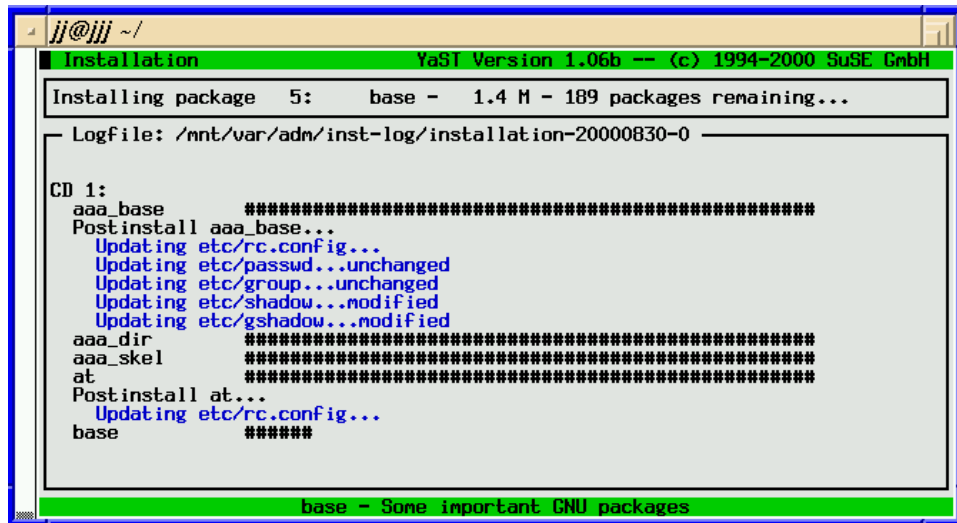 jj@jjj ~/
Installation YaST Version 1.06b -- (c) 1994-2000 SuSE GmbH
Installing package 5: base - 1.4 M - 189 packages remaining...
Logfile: /mnt/var/adm/inst-log/installation-20000830-0
CD 1:
aaa_base ##################################################
Postinstall aaa_base...
Updating etc/rc.config...
Updating etc/passwd...unchanged
Updating etc/group...unchanged
Updating etc/shadow...modified
Updating etc/gshadow...modified
aaa_dir ##################################################
aaa_skel ##################################################
at ##################################################
Postinstall at...
Updating etc/rc.config...
base ######
base - Some important GNU packages